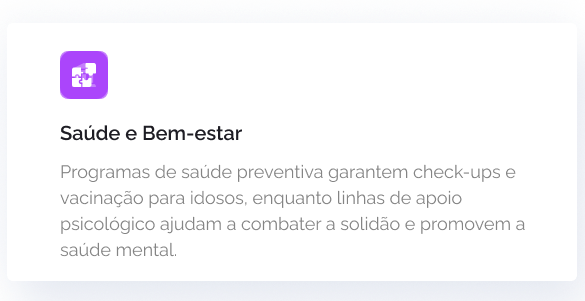 Saúde e Bem-estar
Programas de saúde preventiva garantem check-ups e
vacinação para idosos, enquanto linhas de apoio
psicológico ajudam a combater a solidão e promovem a
saúde mental.